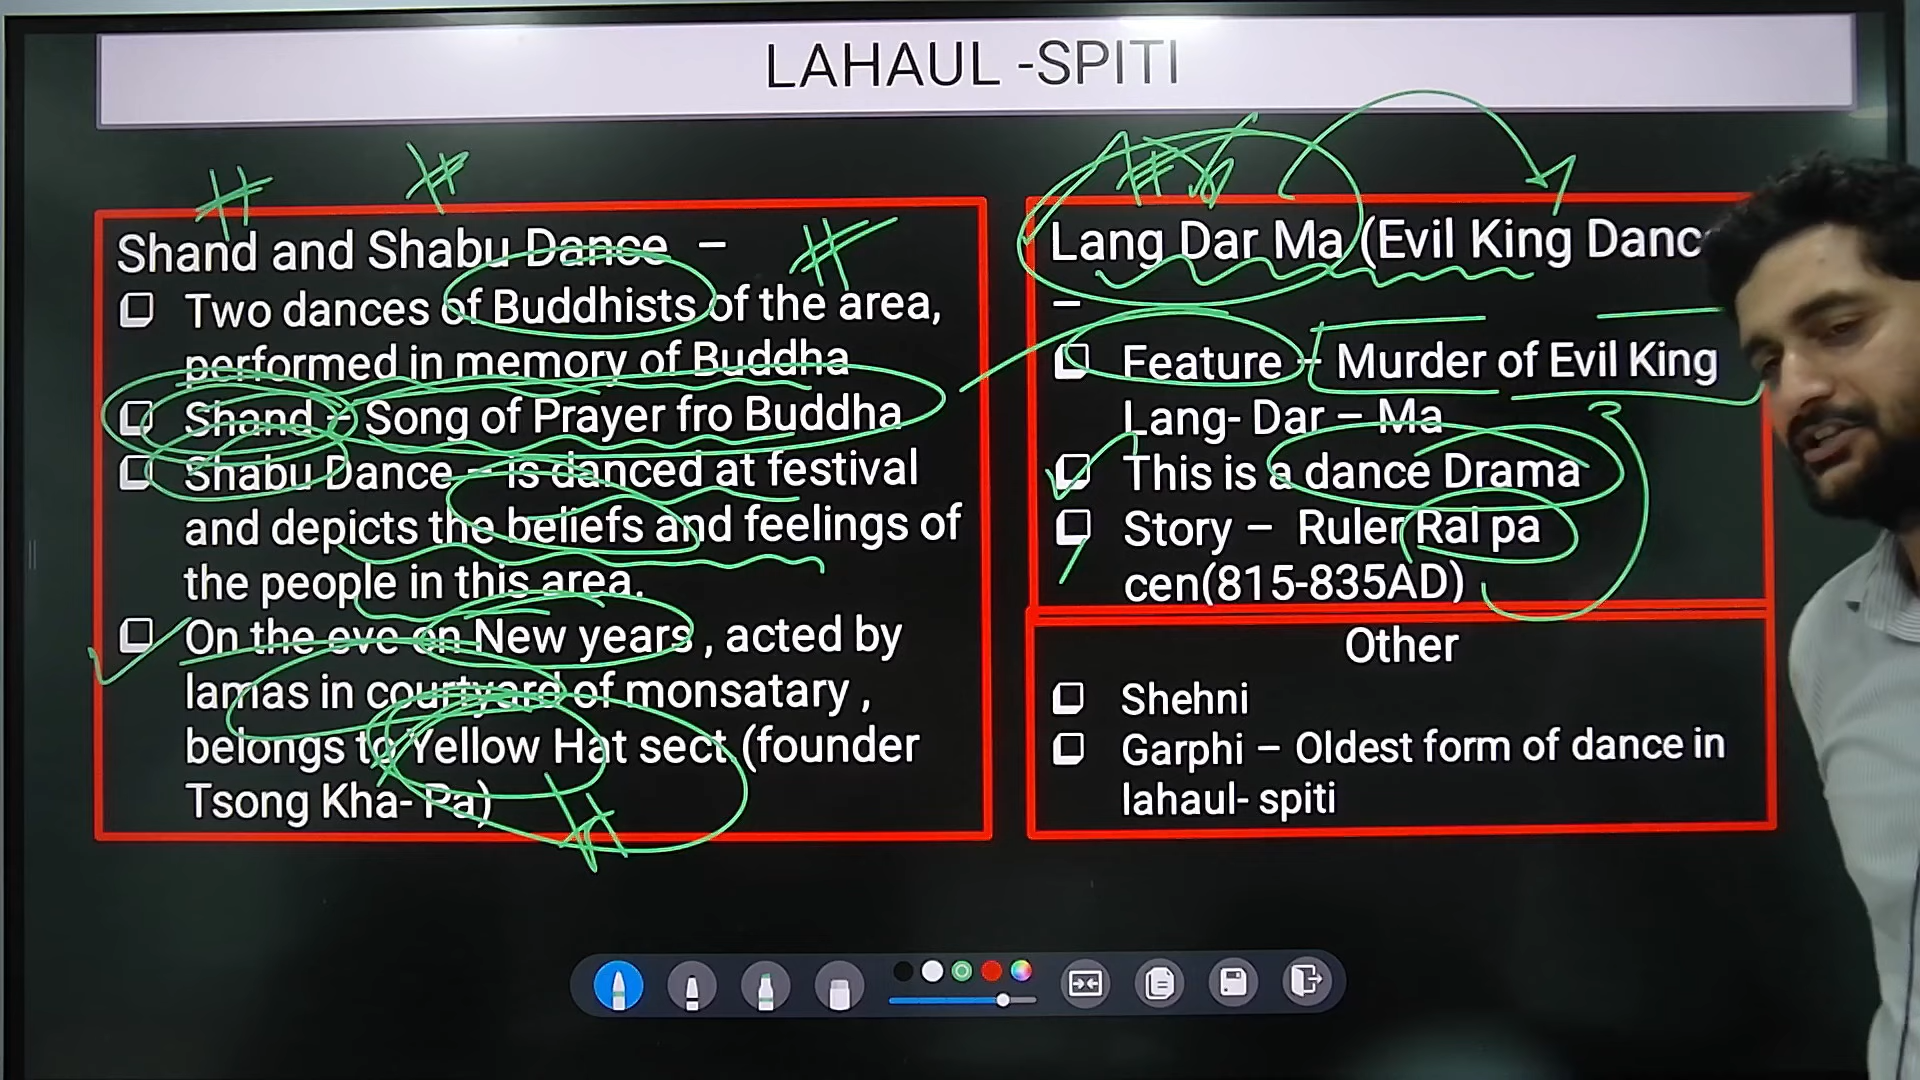 LAHAUL -SPITI
Shand and Shabu Dance –
Two dances of Buddhists of the area,
performed in memory of Buddha
Shand – Song of Prayer fro Buddha
Shabu Dance – is danced at festival
and depicts the beliefs and feelings of
the people in this area.
On the eve on New years , acted by
lamas in courtyard of monsatary ,
belongs to Yellow Hat sect (founder
Tsong Kha- Pa)
Lang Dar Ma (Evil King Danc
–
Feature – Murder of Evil King
Lang- Dar – Ma
This is a dance Drama
Story – Ruler Ral pa
cen(815-835AD)
Other
Shehni
Garphi – Oldest form of dance in
lahaul- spiti